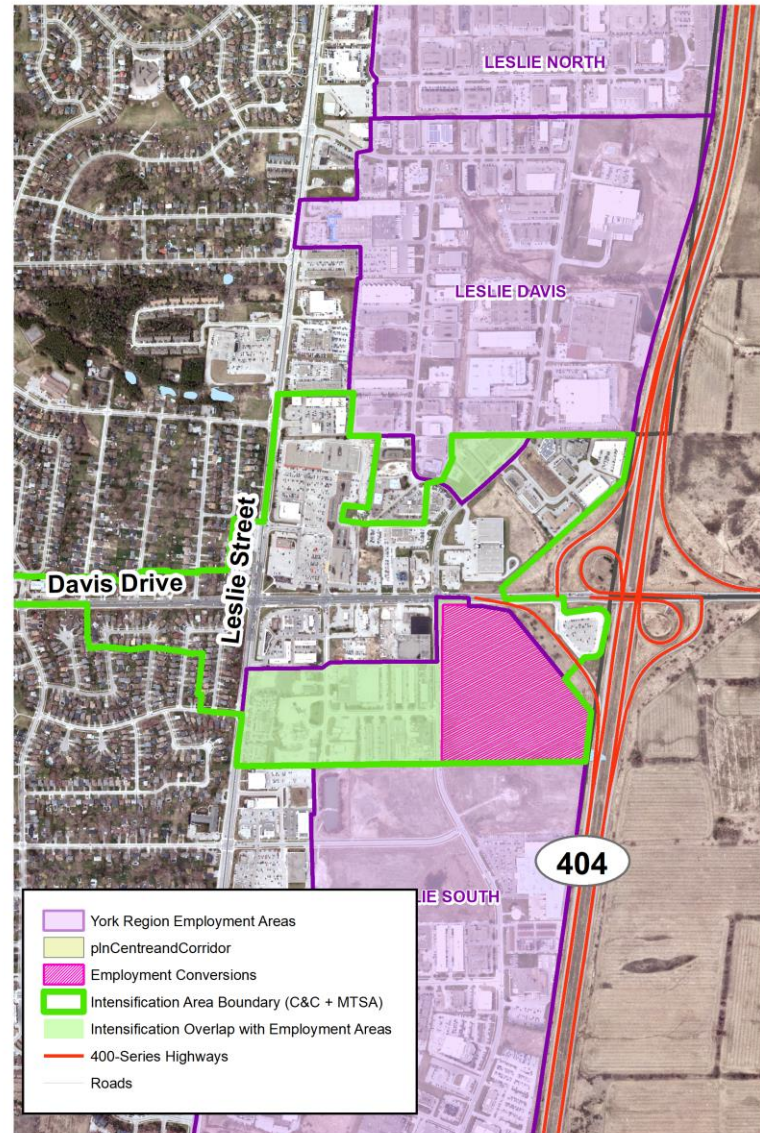 LESLIE NORTH
LESLIE DAVIS
Leslie Street
Davis Drive
404
LIE SOUTH
York Region Employment Areas
plnCentreandCorridor
Employment Conversions
Intensification Area Boundary (C&C + MTSA)
Intensification Overlap with Employment Areas
400-Series Highways
Roads